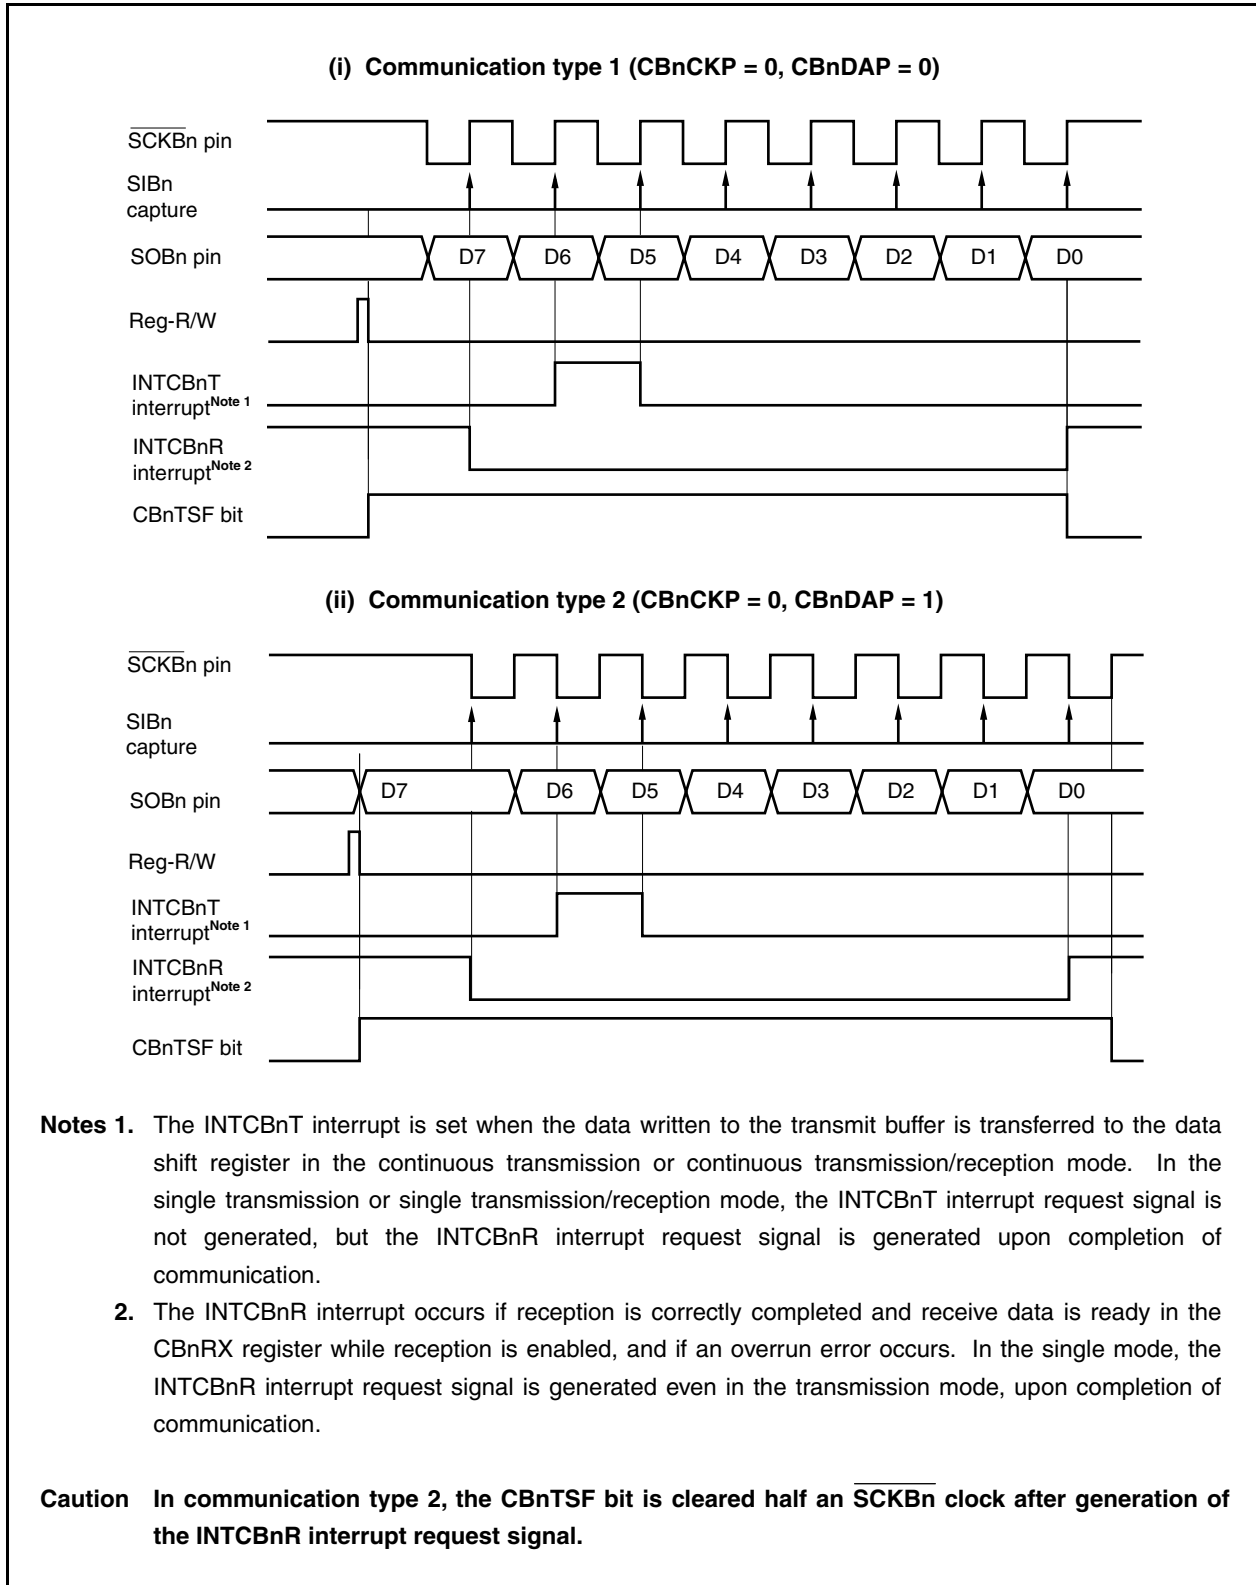 (i) Communication type 1 (CBnCKP = 0, CBnDAP = 0)
SCKBn pin
SIBn
capture
SOBn pin
D7 D6 D5 D4 D3 D2 D1 D0
Reg-R/W
INTCBnT
interrupt Note 1
INTCBnR
interrupt Note 2
CBnTSF bit
(ii) Communication type 2 (CBnCKP = 0, CBnDAP = 1)
SCKBn pin
SIBn
capture
SOBn pin
D7 D6 D5 D4 D3 D2 D1 D0
Reg-R/W
INTCBnT
interrupt Note 1
INTCBnR
interrupt Note 2
CBnTSF bit
Notes 1. The INTCBnT interrupt is set when the data written to the transmit buffer is transferred to the data
shift register in the continuous transmission or continuous transmission/reception mode. In the
single transmission or single transmission/reception mode, the INTCBnT interrupt request signal is
not generated, but the INTCBnR interrupt request signal is generated upon completion of
communication.
2. The INTCBnR interrupt occurs if reception is correctly completed and receive data is ready in the
CBnRX register while reception is enabled, and if an overrun error occurs. In the single mode, the
INTCBnR interrupt request signal is generated even in the transmission mode, upon completion of
communication.
Caution In communication type 2, the CBnTSF bit is cleared half an SCKBn clock after generation of
the INTCBnR interrupt request signal.